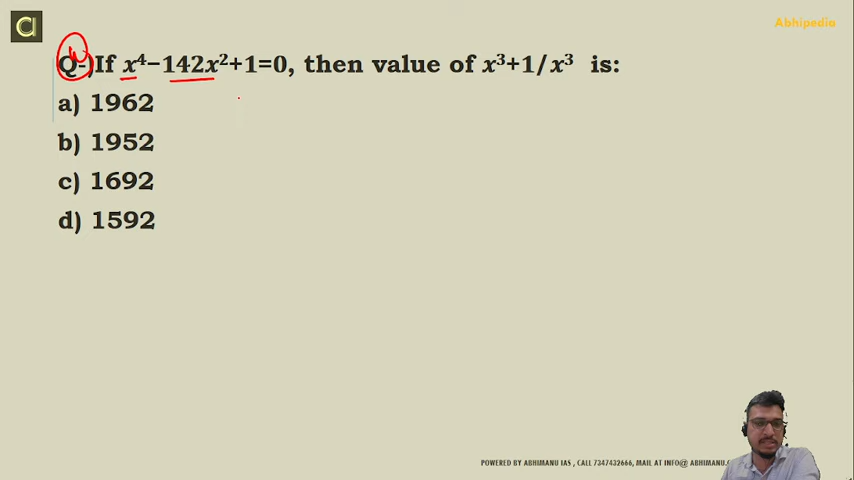 Abhipedia
Q-)If x⁴−142x²+1=0, then value of x³+1/x³ is:
a) 1962
b) 1952
c) 1692
d) 1592
POWERED BY ABHIMANU IAS , CALL 7347432666, MAIL AT INFO@ ABHIMANU.